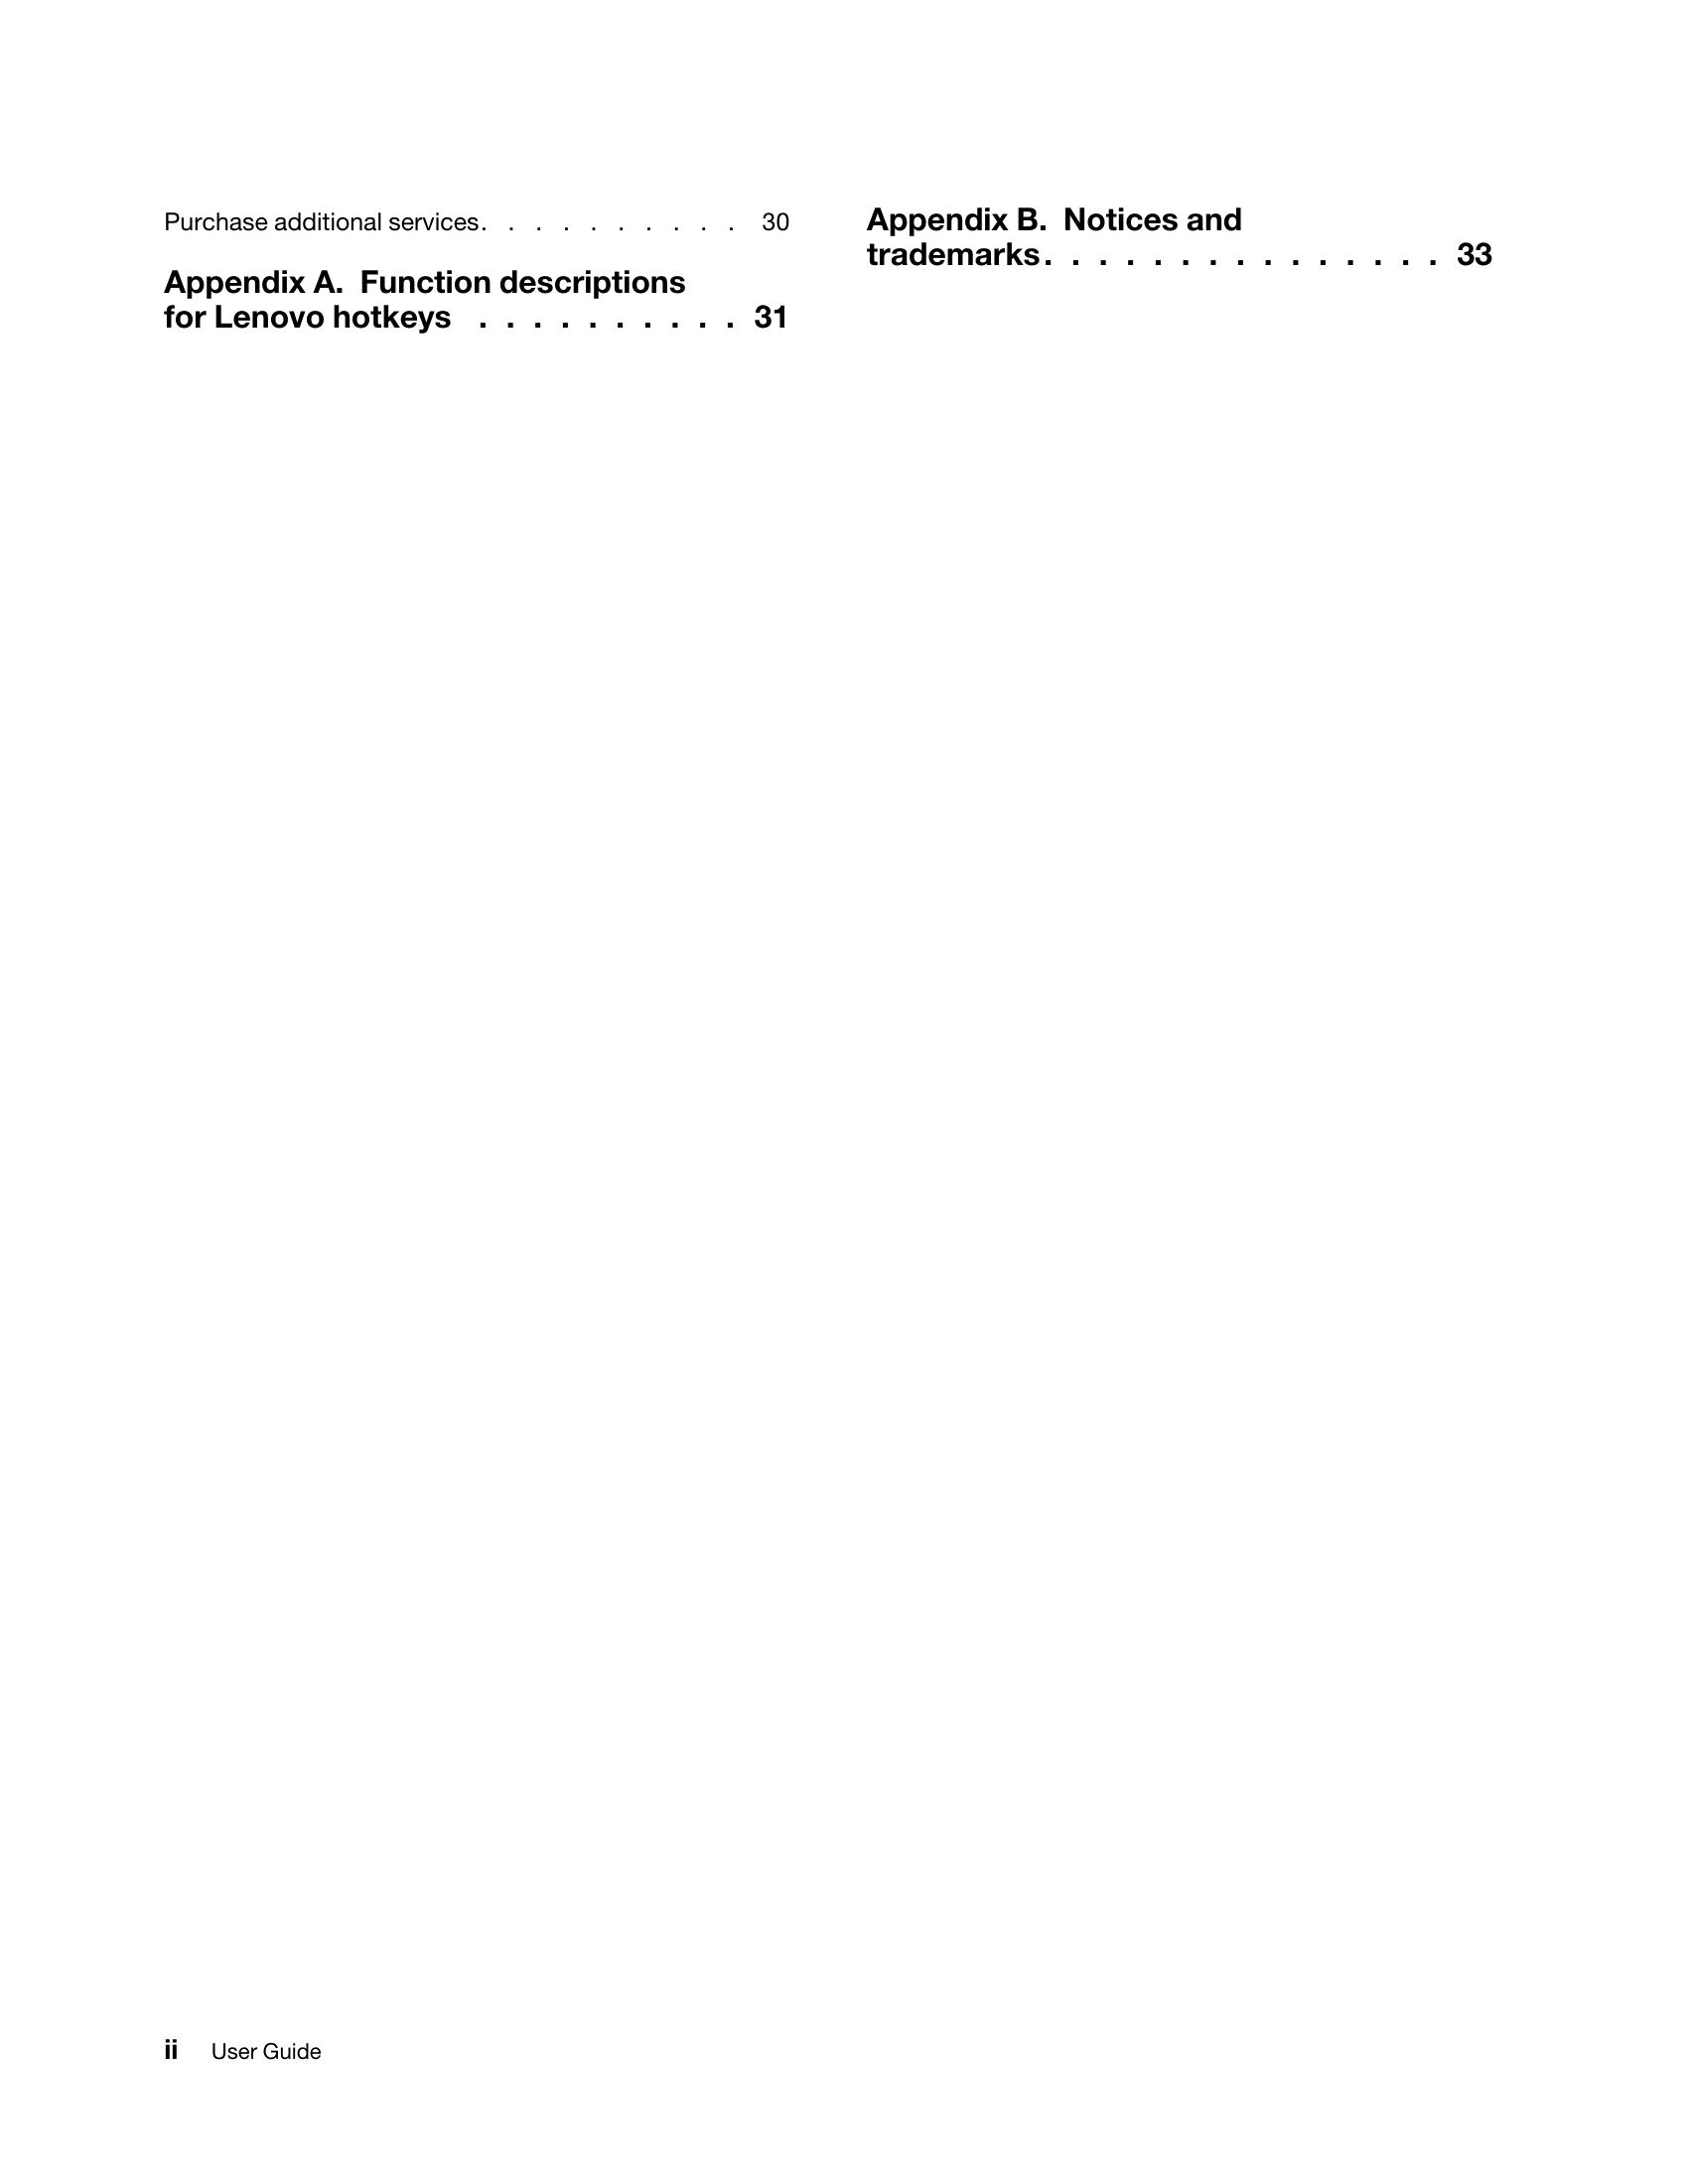 Purchase additional services. . . . . . . . . . 30
Appendix A. Function descriptions
for Lenovo hotkeys . . . . . . . . . . 31
Appendix B. Notices and
trademarks. . . . . . . . . . . . . . . 33
ii User Guide